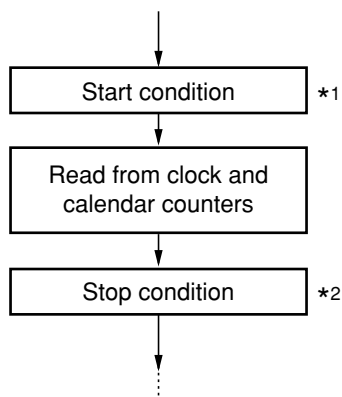 Start condition *1
Read from clock and
calendar counters
Stop condition *2